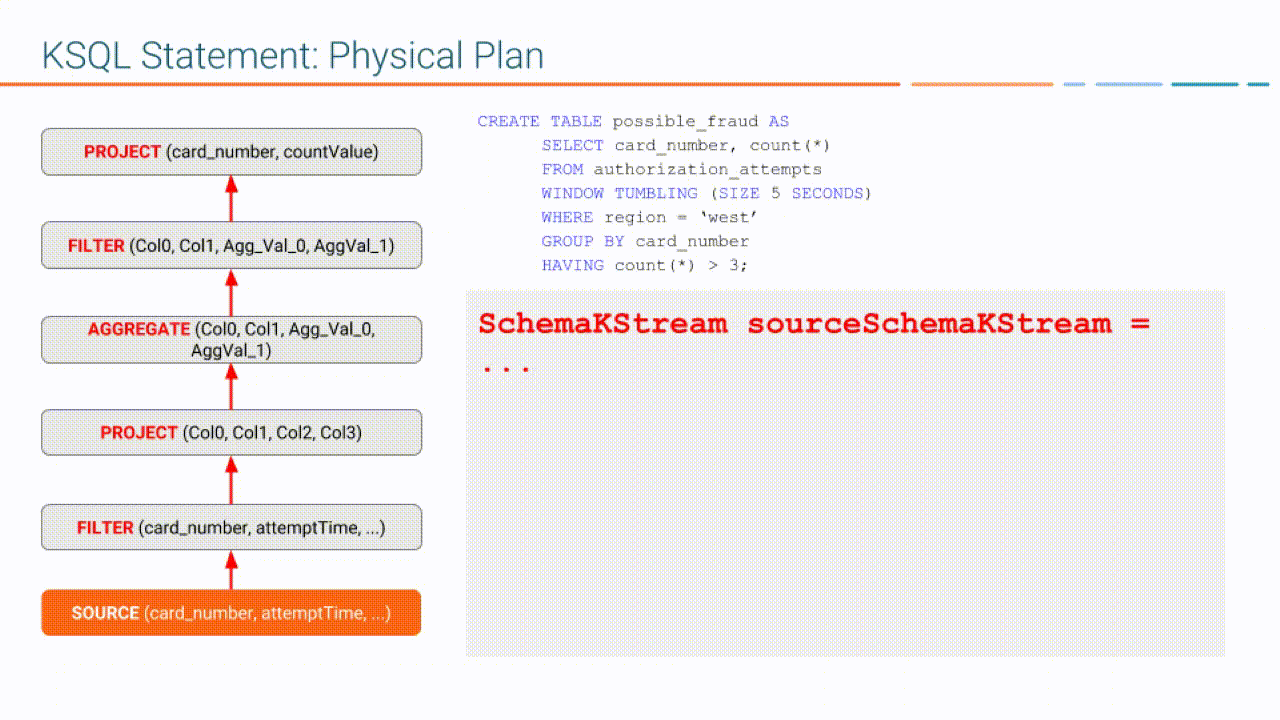 KSQL Statement: Physical Plan
PROJECT (card_number, countValue)
FILTER (Col0, Col1, Agg_Val_0, AggVal_1)
AGGREGATE (Col0, Col1, Agg_Val_0,
AggVal_1)
PROJECT (Col0, Col1, Col2, Col3)
FILTER (card_number, attemptTime, ...)
SOURCE (card_number, attemptTime, ...)
CREATE TABLE possible_fraud AS
SELECT card_number, count(*)
FROM authorization_attempts
WINDOW TUMBLING (SIZE 5 SECONDS)
WHERE region = ‘west’
GROUP BY card_number
HAVING count(*) > 3;
SchemaKStream sourceSchemaKStream =
...